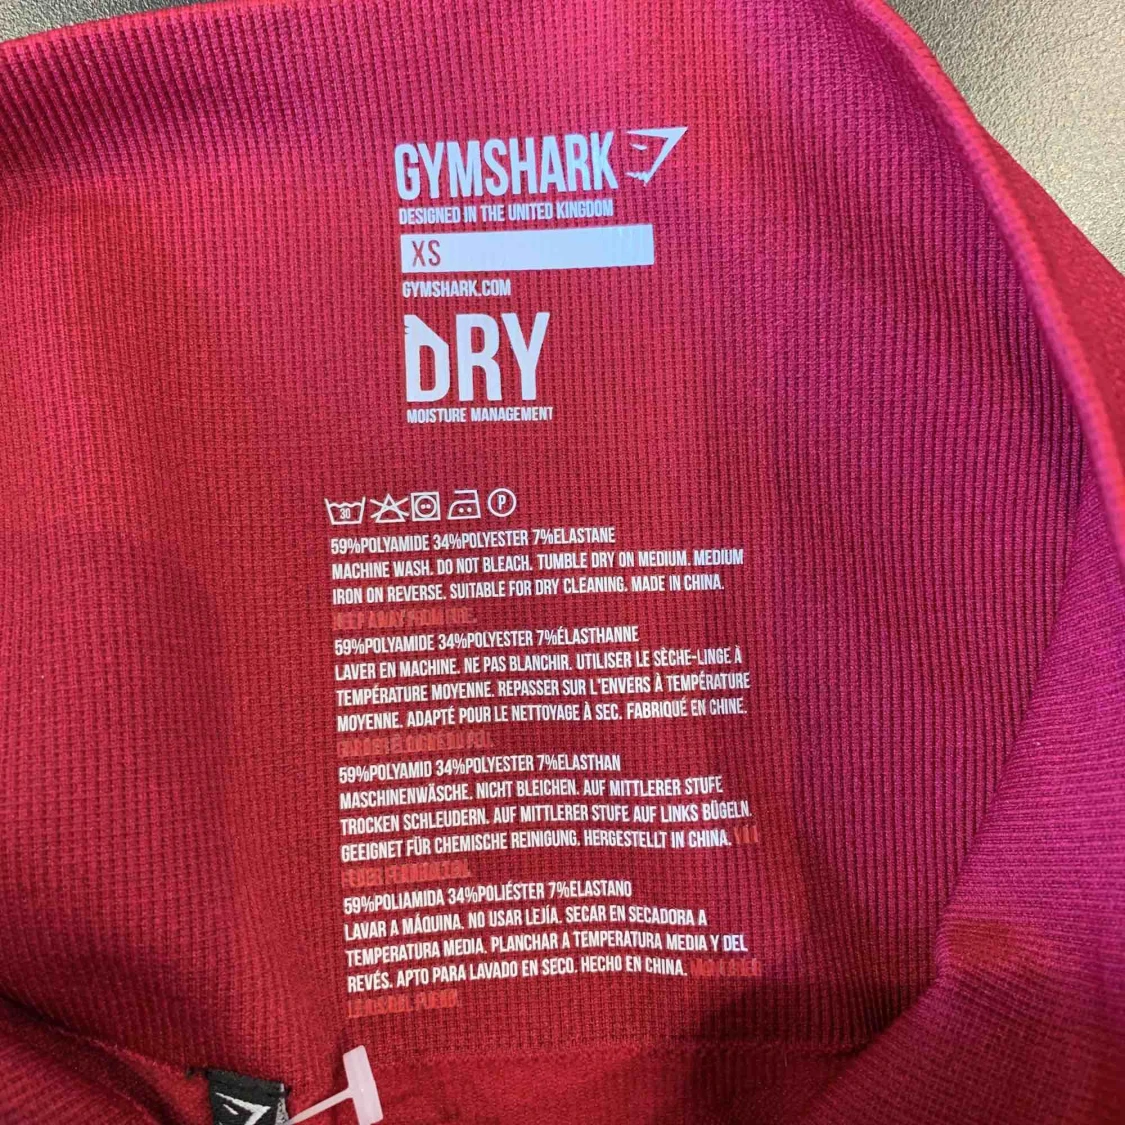 GYMSHARK
DESIGNED IN THE UNITED KINGDOM
XS
GYMSHARK.COM
DRY
MOISTURE MANAGEMENT
30 P
59%POLYAMIDE 34%POLYESTER 7%ELASTANE
MACHINE WASH. DO NOT BLEACH. TUMBLE DRY ON MEDIUM. MEDIUM
IRON ON REVERSE. SUITABLE FOR DRY CLEANING. MADE IN CHINA.
KEEP AWAY FROM FIRE.
59%POLYAMIDE 34%POLYESTER 7%ÉLASTHANNE
LAVER EN MACHINE. NE PAS BLANCHIR. UTILISER LE SÈCHE-LINGE À
TEMPÉRATURE MOYENNE. REPASSER SUR L'ENVERS À TEMPÉRATURE
MOYENNE. ADAPTÉ POUR LE NETTOYAGE À SEC. FABRIQUÉ EN CHINE.
59%POLYAMID 34%POLYESTER 7%ELASTHAN
MASCHINENWÄSCHE. NICHT BLEICHEN. AUF MITTLERER STUFE
TROCKEN SCHLEUDERN. AUF MITTLERER STUFE AUF LINKS BÜGELN.
GEEIGNET FÜR CHEMISCHE REINIGUNG. HERGESTELLT IN CHINA.
59%POLIAMIDA 34%POLIÉSTER 7%ELASTANO
LAVAR A MÁQUINA. NO USAR LEJÍA. SECAR EN SECADORA A
TEMPERATURA MEDIA. PLANCHAR A TEMPERATURA MEDIA Y DEL
REVÉS. APTO PARA LAVADO EN SECO. HECHO EN CHINA.